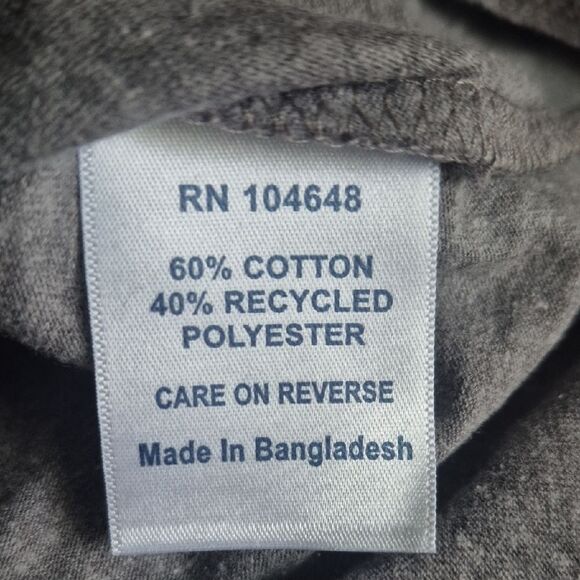 RN 104648
60% COTTON
40% RECYCLED
POLYESTER
CARE ON REVERSE
Made In Bangladesh